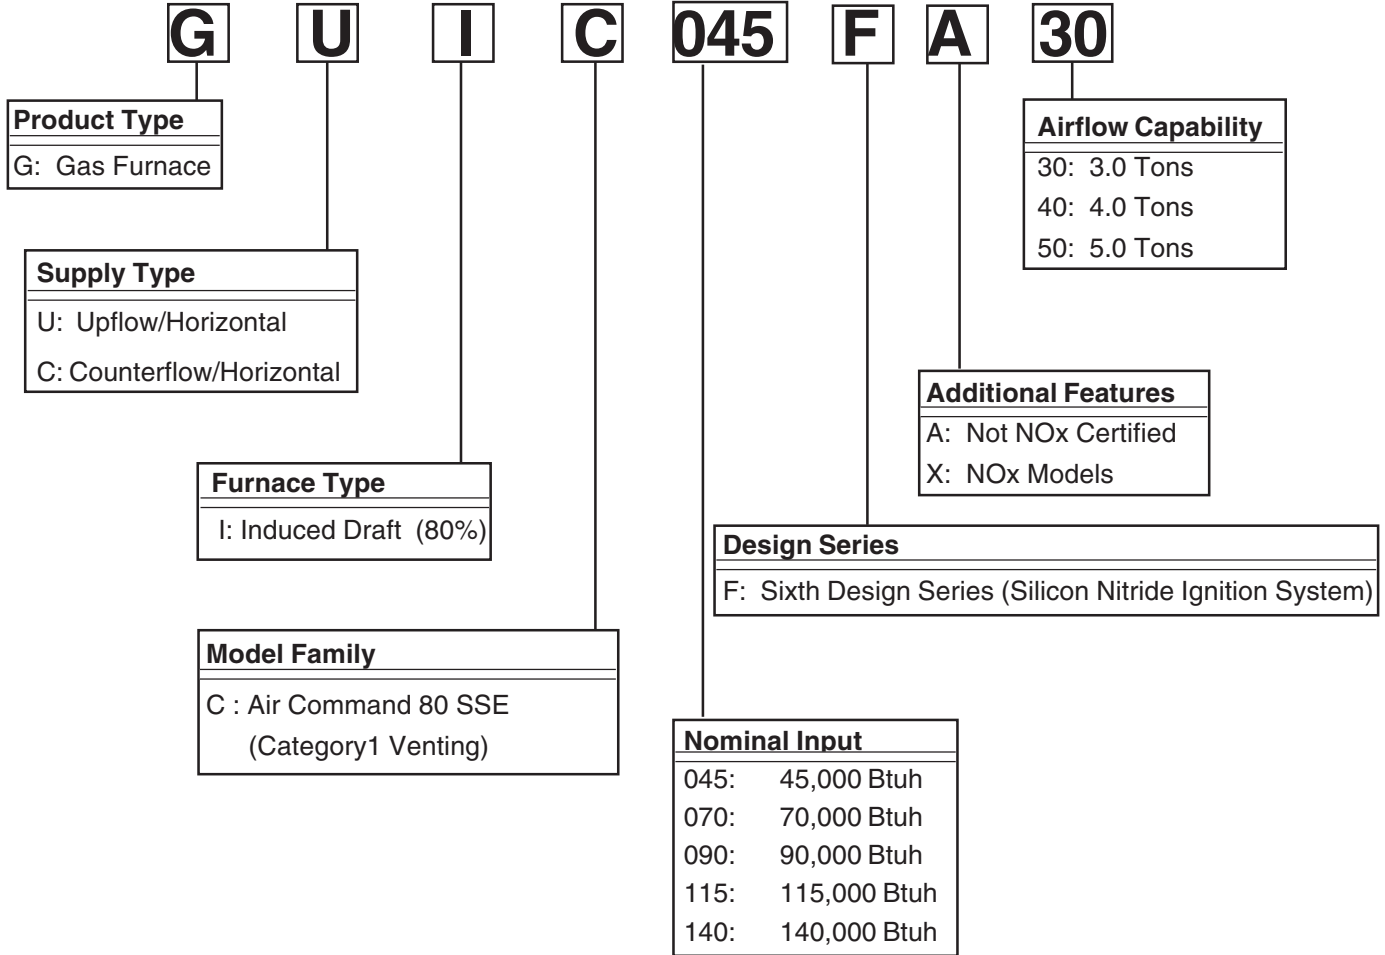 G U I C 045 F A 30
Product Type
G: Gas Furnace
Airflow Capability
30: 3.0 Tons
40: 4.0 Tons
50: 5.0 Tons
Supply Type
U: Upflow/Horizontal
C: Counterflow/Horizontal
Additional Features
A: Not NOx Certified
X: NOx Models
Furnace Type
I: Induced Draft (80%)
Design Series
F: Sixth Design Series (Silicon Nitride Ignition System)
Model Family
C : Air Command 80 SSE
(Category1 Venting)
Nominal Input
045: 45,000 Btuh
070: 70,000 Btuh
090: 90,000 Btuh
115: 115,000 Btuh
140: 140,000 Btuh